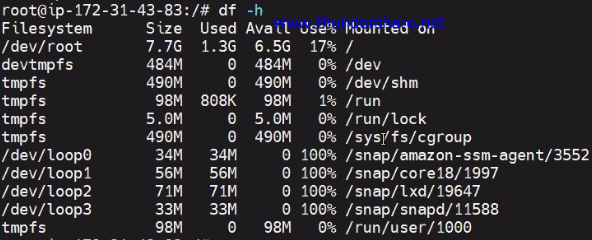 root@ip-172-31-43-83:/# df -h
www.thundershare.net
Filesystem Size Used Avail Use% Mounted on
/dev/root 7.7G 1.3G 6.5G 17% /
devtmpfs 484M 0 484M 0% /dev
tmpfs 490M 0 490M 0% /dev/shm
tmpfs 98M 808K 98M 1% /run
tmpfs 5.0M 0 5.0M 0% /run/lock
tmpfs 490M 0 490M 0% /sys/fs/cgroup
/dev/loop0 34M 34M 0 100% /snap/amazon-ssm-agent/3552
/dev/loop1 56M 56M 0 100% /snap/core18/1997
/dev/loop2 71M 71M 0 100% /snap/lxd/19647
/dev/loop3 33M 33M 0 100% /snap/snapd/11588
tmpfs 98M 0 98M 0% /run/user/1000